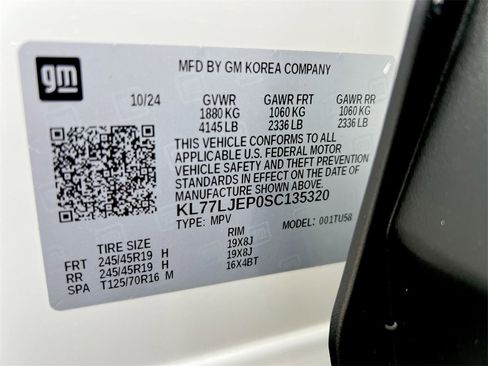 gm
MFD BY GM KOREA COMPANY
10/24 GVWR GAWR FRT GAWR RR
1880 KG 1060 KG 1060 KG
4145 LB 2336 LB 2336 LB
THIS VEHICLE CONFORMS TO ALL
APPLICABLE U.S. FEDERAL MOTOR
VEHICLE SAFETY AND THEFT PREVENTION
STANDARDS IN EFFECT ON THE DATE OF
MANUFACTURE SHOWN ABOVE.
KL77LJEP0SC135320
TYPE: MPV MODEL: 001TU58
TIRE SIZE RIM
FRT 245/45R19 H 19X8J
RR 245/45R19 H 19X8J
SPA T125/70R16 M 16X4BT